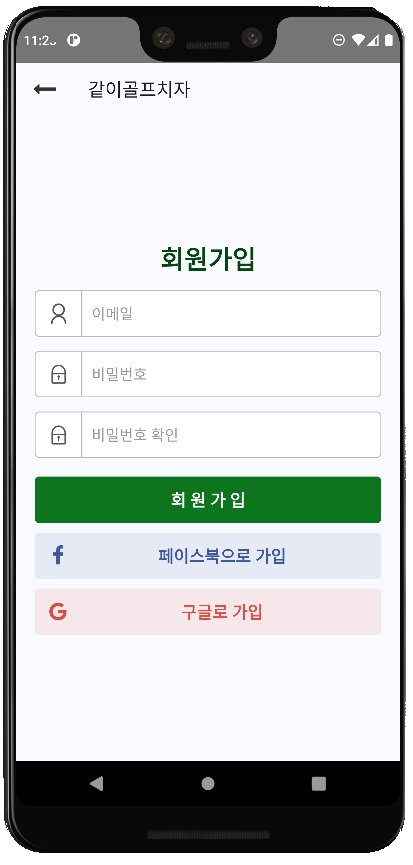 11:26
같이골프치자
회원가입
이메일
비밀번호
비밀번호 확인
회 원 가 입
페이스북으로 가입
G 구글로 가입